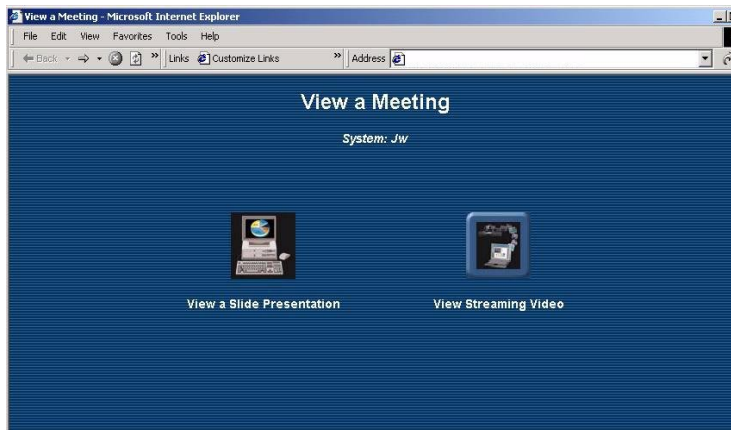 View a Meeting - Microsoft Internet Explorer
File Edit View Favorites Tools Help
Back » Links Customize Links » Address
View a Meeting
System: Jw
View a Slide Presentation View Streaming Video